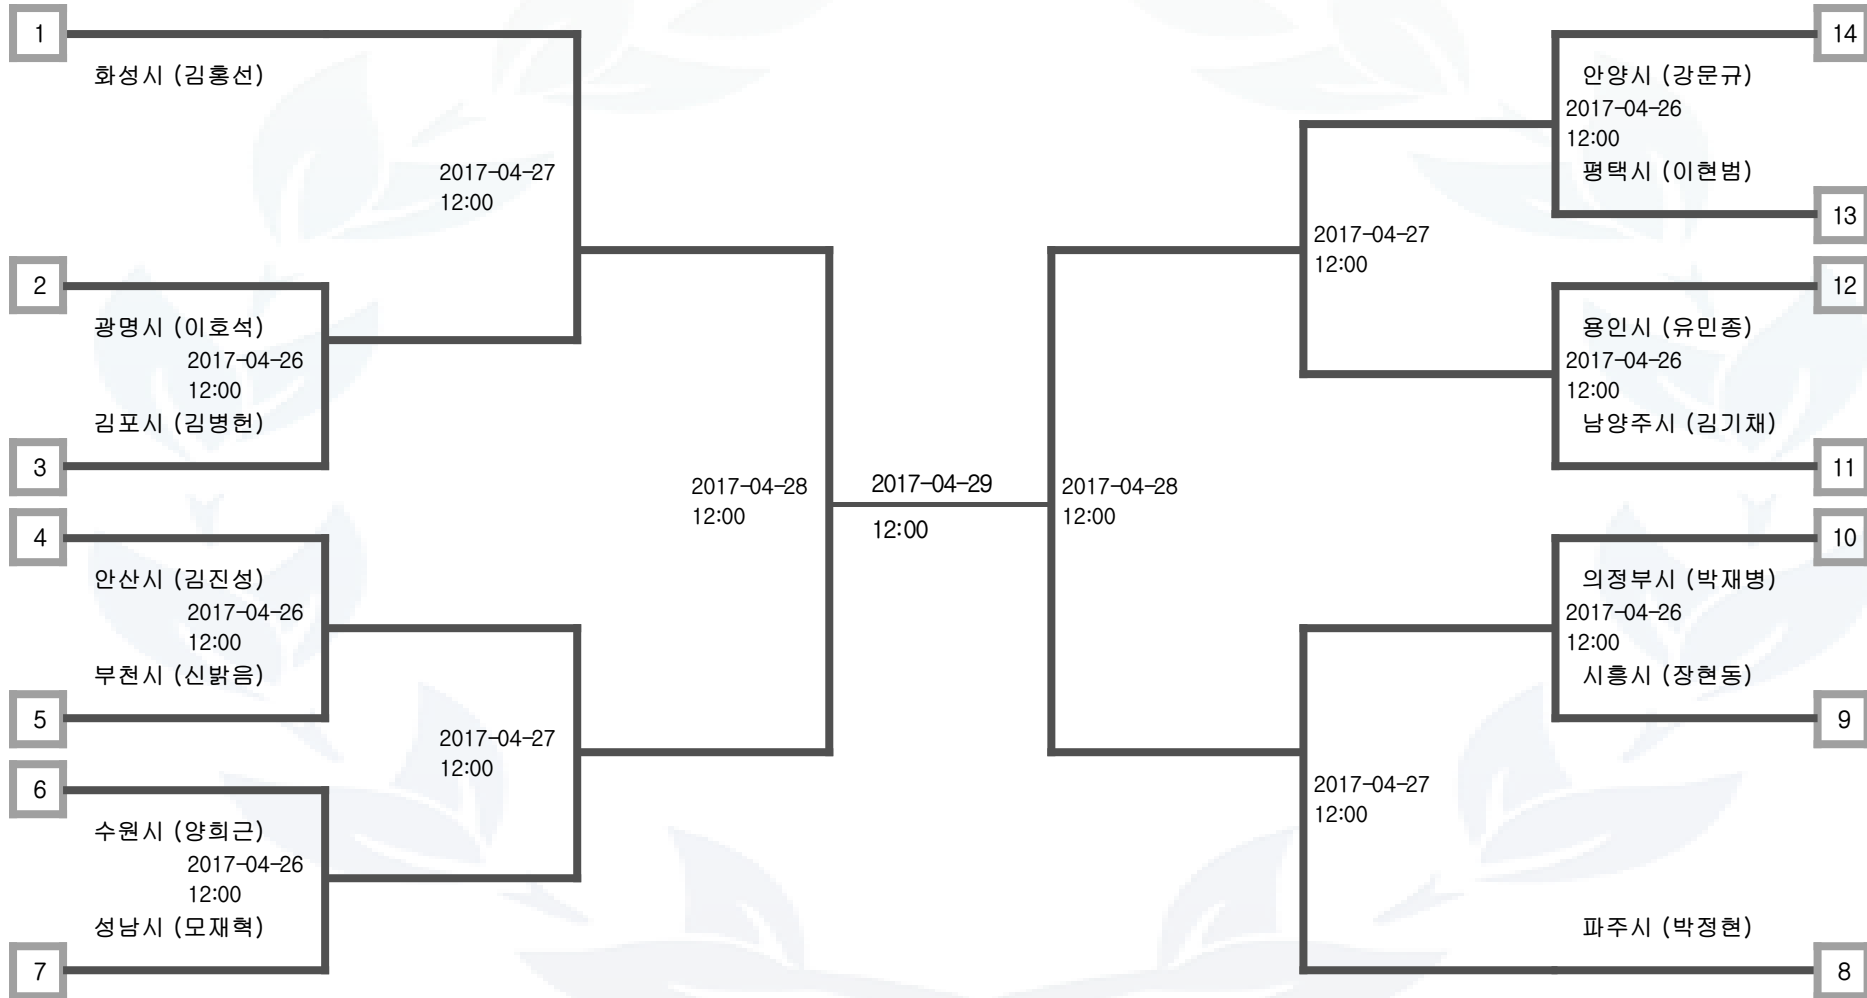 1
화성시 (김홍선)
2017-04-27
12:00
2
광명시 (이호석)
2017-04-26
12:00
김포시 (김병헌)
3
4
안산시 (김진성)
2017-04-26
12:00
부천시 (신밝음)
5
2017-04-27
12:00
6
수원시 (양희근)
2017-04-26
12:00
성남시 (모재혁)
7
2017-04-28
12:00
2017-04-29
12:00
2017-04-28
12:00
14
안양시 (강문규)
2017-04-26
12:00
평택시 (이현범)
13
2017-04-27
12:00
12
용인시 (유민종)
2017-04-26
12:00
남양주시 (김기채)
11
10
의정부시 (박재병)
2017-04-26
12:00
시흥시 (장현동)
9
2017-04-27
12:00
파주시 (박정현)
8